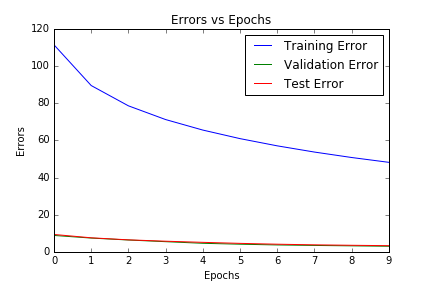 Errors vs Epochs
120
100
80
60
40
20
0
Errors
Training Error
Validation Error
Test Error
0 1 2 3 4 5 6 7 8 9
Epochs